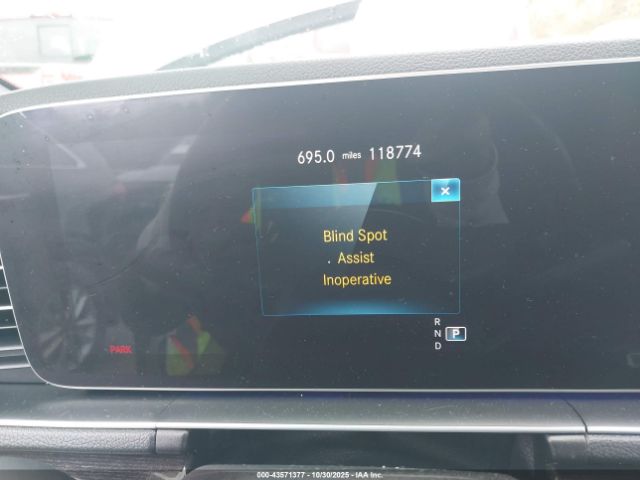 695.0 miles 118774
×
Blind Spot
Assist
Inoperative
R
N P
D
PARK
000-43571377 - 10/30/2025 - IAA Inc.